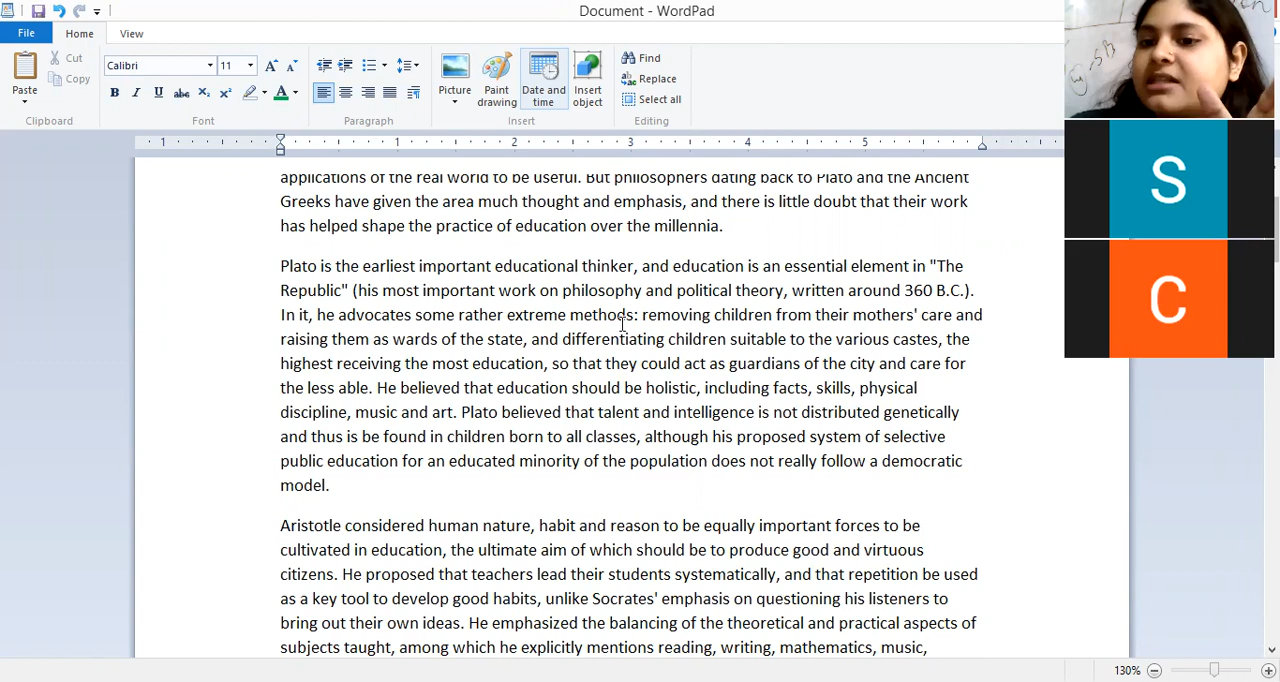 Document - WordPad
File
Home
View
Paste
Cut
Copy
Clipboard
Calibri
11
Font
Paragraph
Picture
Paint drawing
Date and time
Insert object
Insert
Find
Replace
Select all
Editing
1 1 2 3 4 5
applications of the real world to be useful. But philosophers dating back to Plato and the Ancient
Greeks have given the area much thought and emphasis, and there is little doubt that their work
has helped shape the practice of education over the millennia.
Plato is the earliest important educational thinker, and education is an essential element in "The
Republic" (his most important work on philosophy and political theory, written around 360 B.C.).
In it, he advocates some rather extreme methods: removing children from their mothers' care and
raising them as wards of the state, and differentiating children suitable to the various castes, the
highest receiving the most education, so that they could act as guardians of the city and care for
the less able. He believed that education should be holistic, including facts, skills, physical
discipline, music and art. Plato believed that talent and intelligence is not distributed genetically
and thus is be found in children born to all classes, although his proposed system of selective
public education for an educated minority of the population does not really follow a democratic
model.
Aristotle considered human nature, habit and reason to be equally important forces to be
cultivated in education, the ultimate aim of which should be to produce good and virtuous
citizens. He proposed that teachers lead their students systematically, and that repetition be used
as a key tool to develop good habits, unlike Socrates' emphasis on questioning his listeners to
bring out their own ideas. He emphasized the balancing of the theoretical and practical aspects of
subjects taught, among which he explicitly mentions reading, writing, mathematics, music,
S
C
130%